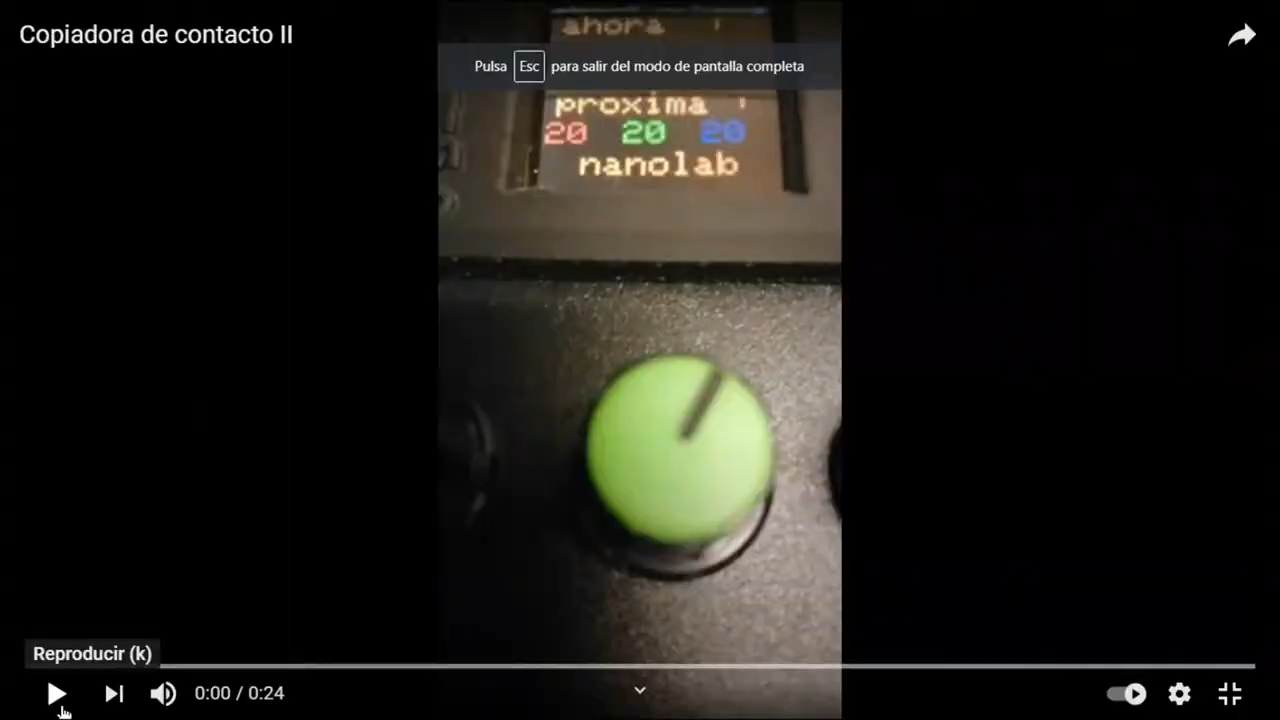 Copiadora de contacto II
ahora :
Pulsa Esc para salir del modo de pantalla completa
proxima :
20 20 20
nanolab
Reproducir (k)
0:00 / 0:24